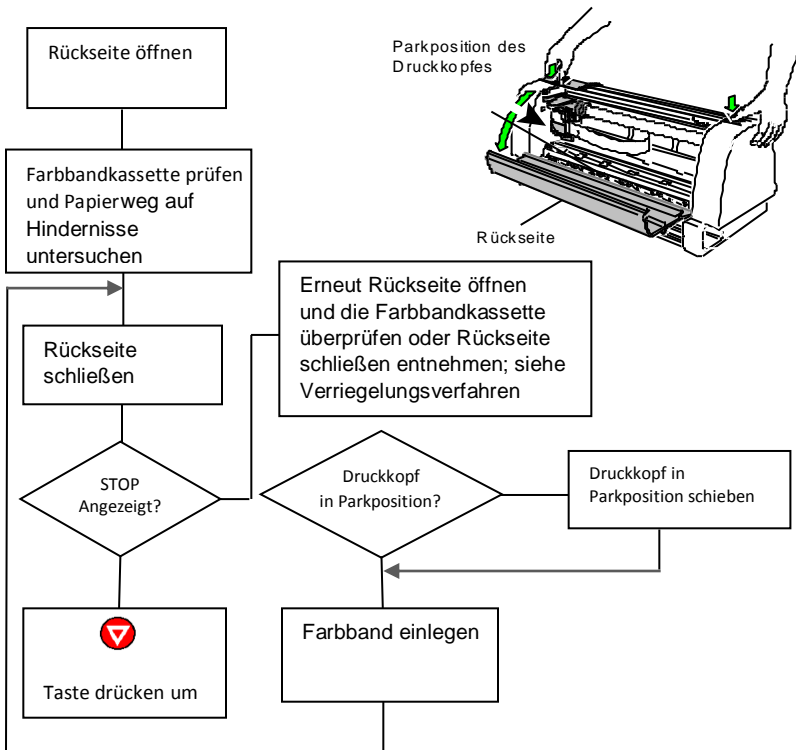 Rückseite öffnen
Parkposition des
Druckkopfes
Rückseite
Farbbandkassette prüfen
und Papierweg auf
Hindernisse
untersuchen
Erneut Rückseite öffnen
und die Farbbandkassette
überprüfen oder Rückseite
schließen entnehmen; siehe
Verriegelungsverfahren
Rückseite
schließen
STOP
Angezeigt?
Druckkopf
in Parkposition?
Druckkopf in
Parkposition schieben
Taste drücken um
Farbband einlegen